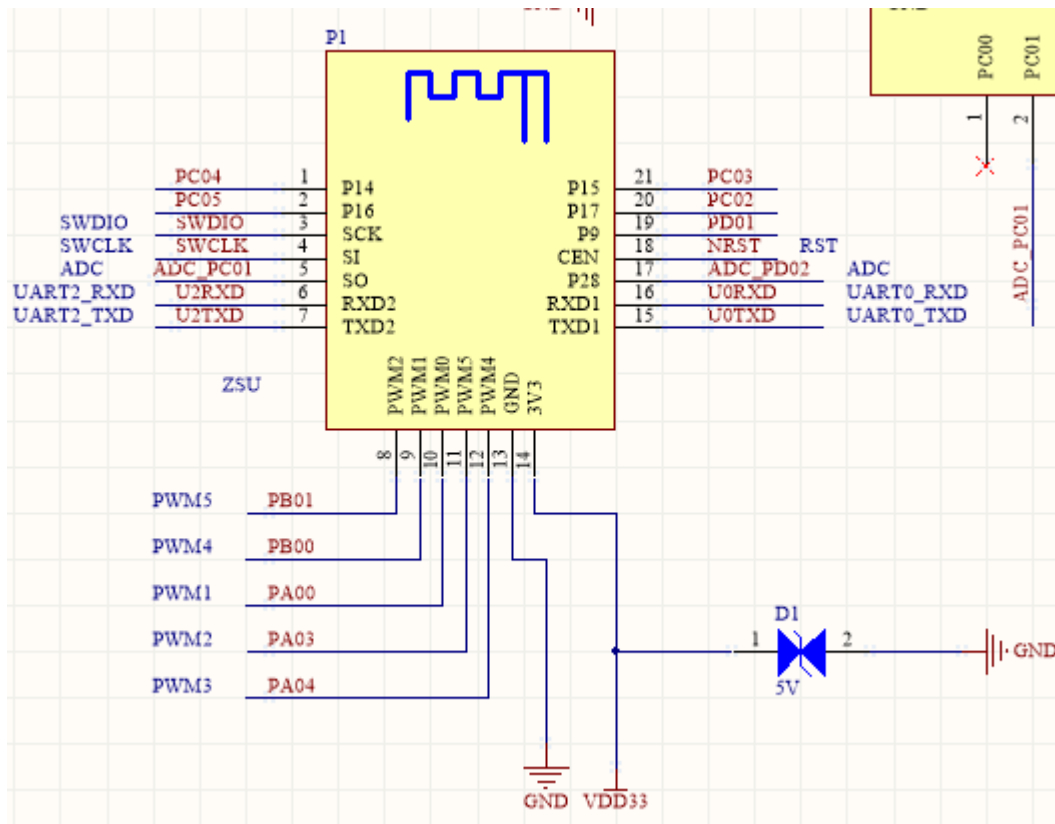 P1
PC00
PC01
1
2
ADC_PC01
PC04 1 P14 P15 21 PC03
PC05 2 P16 P17 20 PC02
SWDIO SWDIO 3 SCK P9 19 PD01
SWCLK SWCLK 4 SI CEN 18 NRST RST
ADC ADC_PC01 5 SO P28 17 ADC_PD02 ADC
UART2_RXD U2RXD 6 RXD2 RXD1 16 U0RXD UART0_RXD
UART2_TXD U2TXD 7 TXD2 TXD1 15 U0TXD UART0_TXD
ZSU
PWM2 PWM1 PWM0 PWM5 PWM4 GND 3V3
8 9 10 11 12 13 14
PWM5 PB01
PWM4 PB00
PWM1 PA00
PWM2 PA03
PWM3 PA04
D1
1 2
5V
GND
GND VDD33